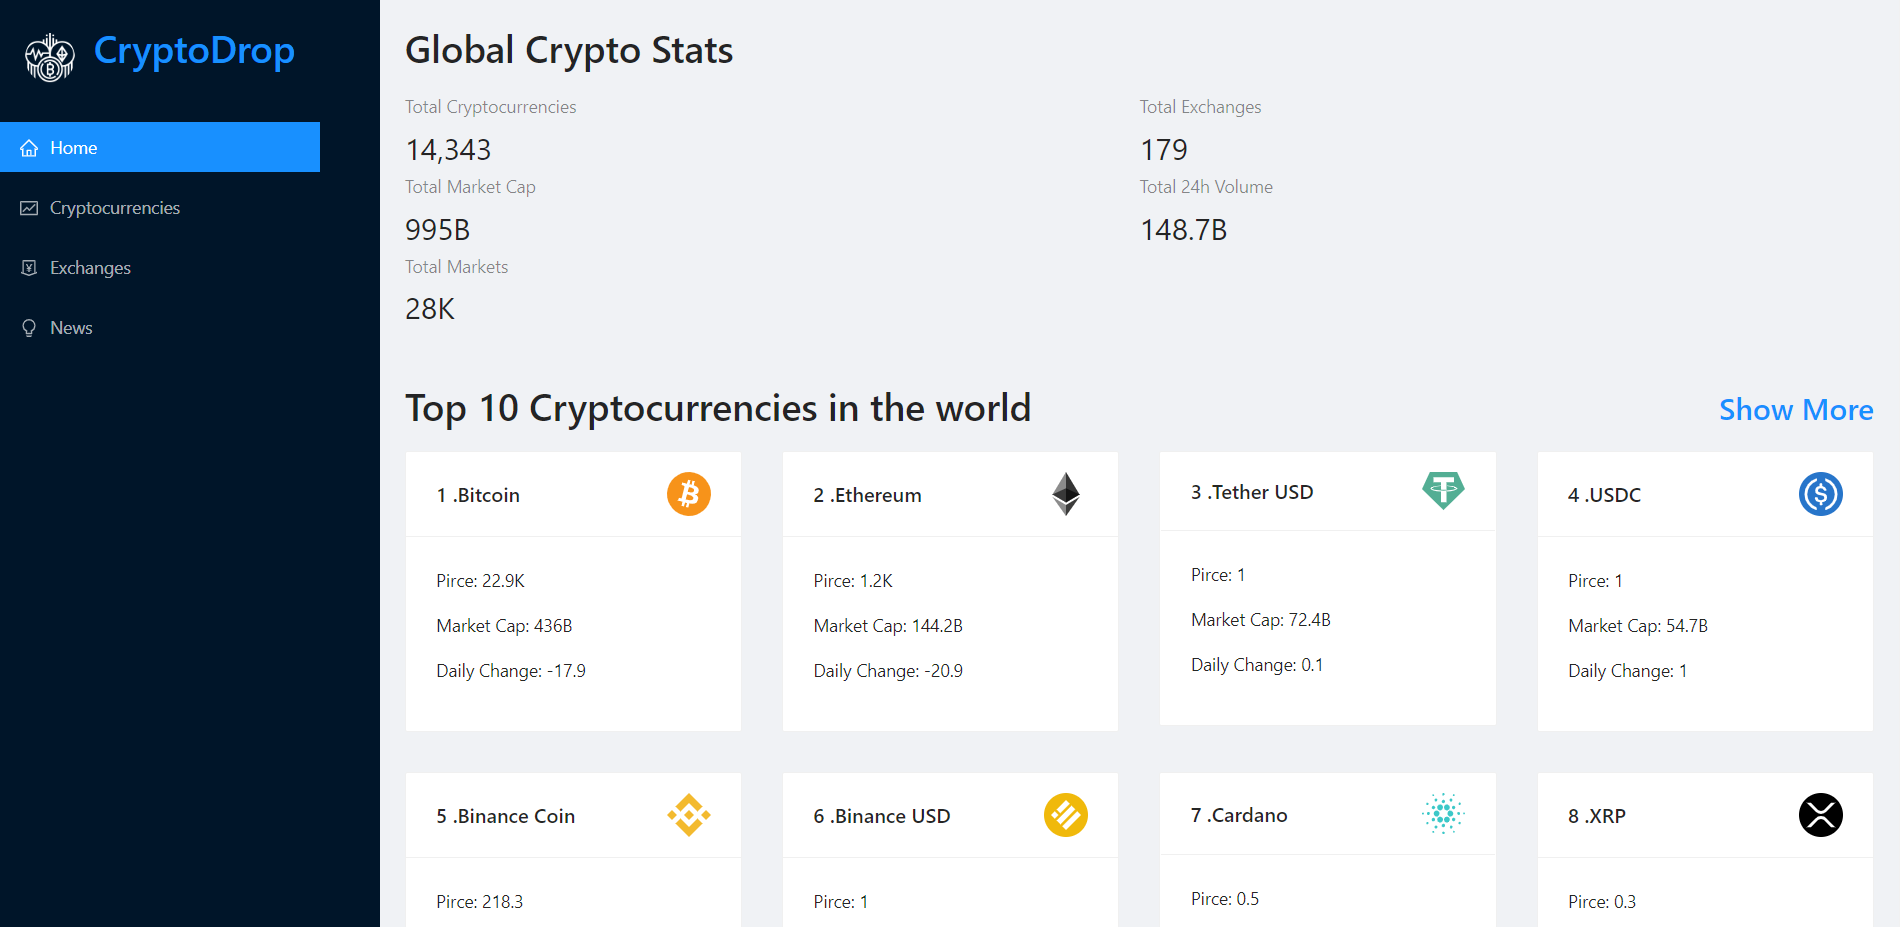 CryptoDrop
Home
Cryptocurrencies
Exchanges
News
Global Crypto Stats
Total Cryptocurrencies
14,343
Total Exchanges
179
Total Market Cap
995B
Total 24h Volume
148.7B
Total Markets
28K
Top 10 Cryptocurrencies in the world
Show More
1 .Bitcoin
Pirce: 22.9K
Market Cap: 436B
Daily Change: -17.9
2 .Ethereum
Pirce: 1.2K
Market Cap: 144.2B
Daily Change: -20.9
3 .Tether USD
Pirce: 1
Market Cap: 72.4B
Daily Change: 0.1
4 .USDC
Pirce: 1
Market Cap: 54.7B
Daily Change: 1
5 .Binance Coin
Pirce: 218.3
6 .Binance USD
Pirce: 1
7 .Cardano
Pirce: 0.5
8 .XRP
Pirce: 0.3